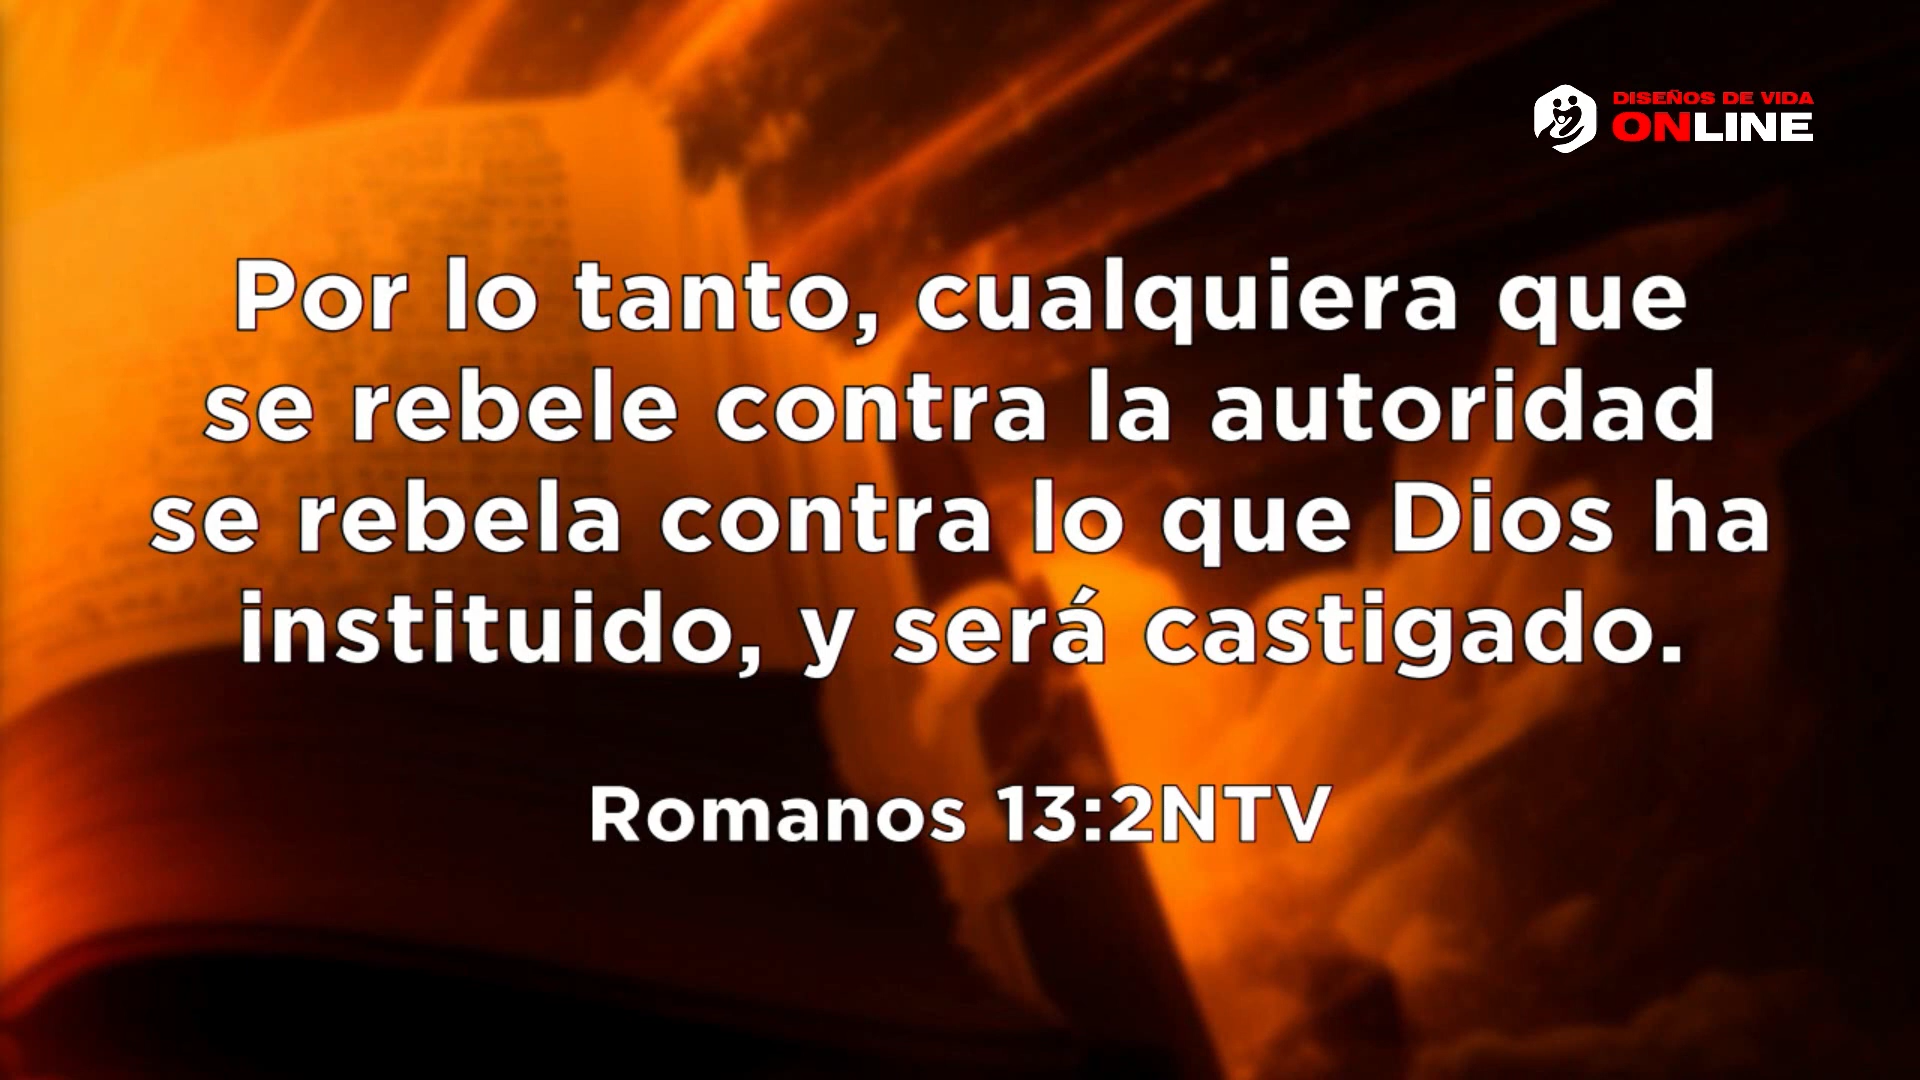 DISEÑOS DE VIDA
ONLINE
Por lo tanto, cualquiera que
se rebele contra la autoridad
se rebela contra lo que Dios ha
instituido, y será castigado.
Romanos 13:2NTV